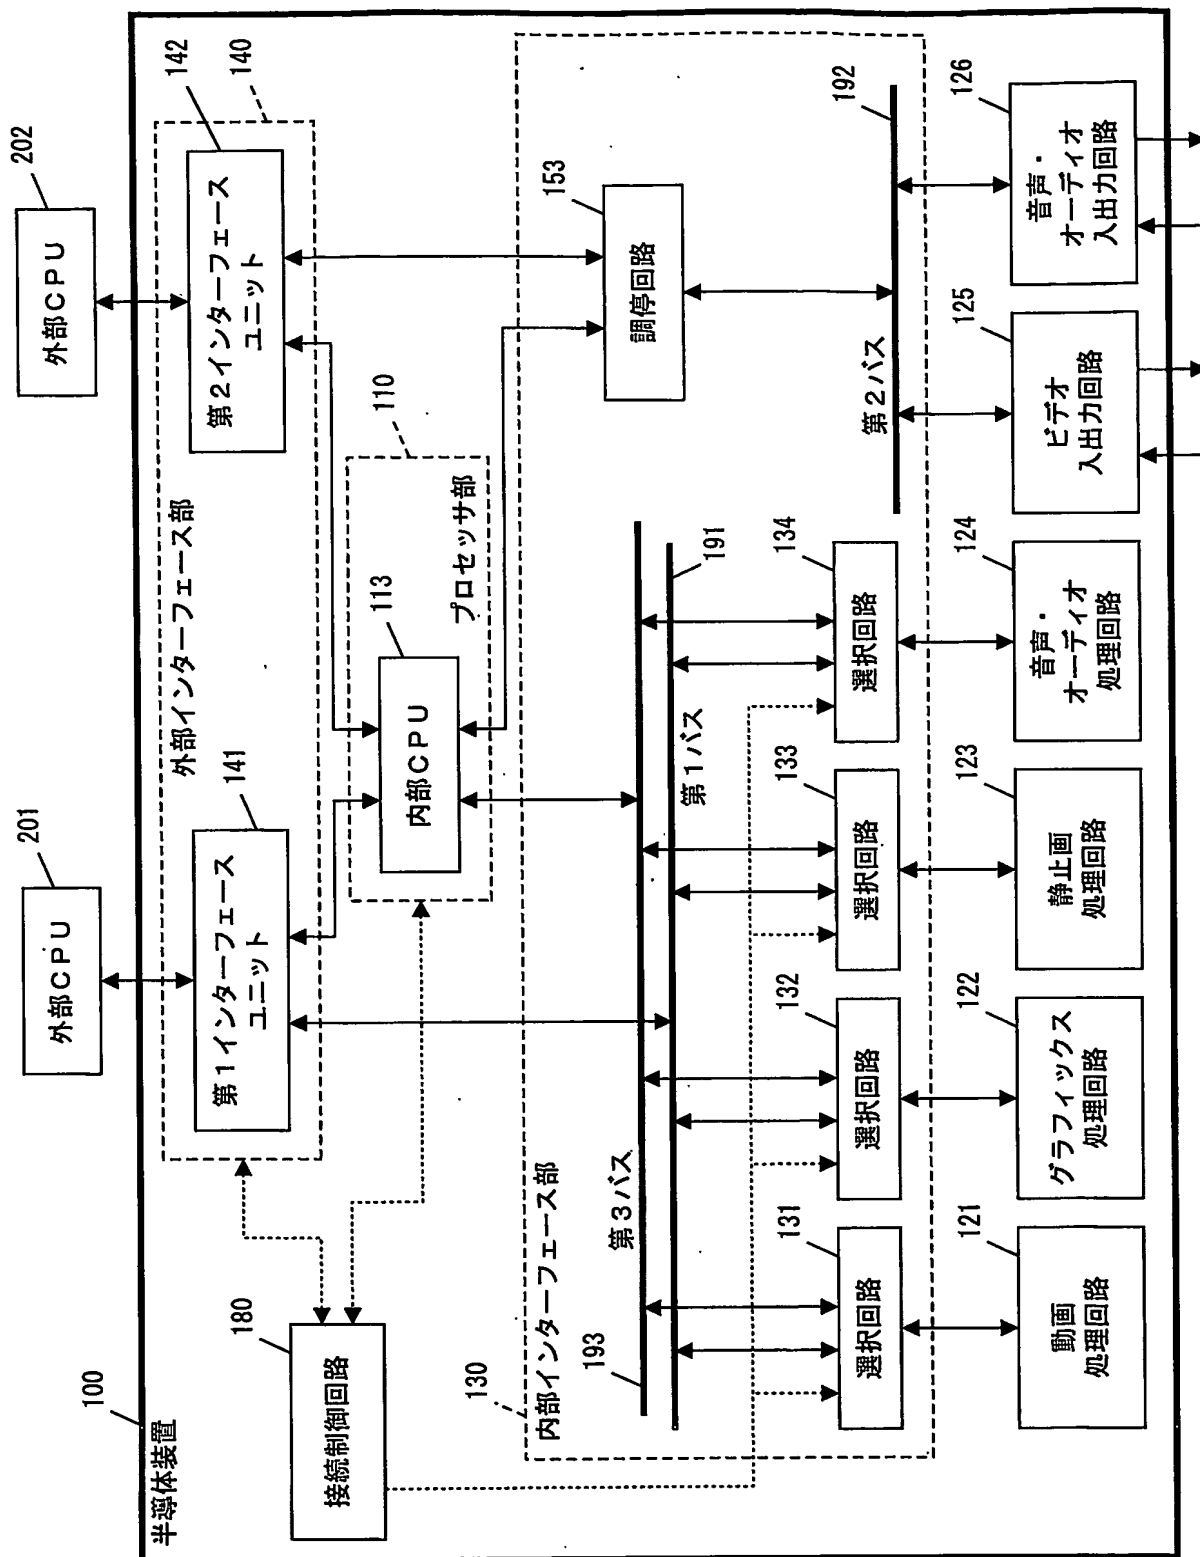 半導体装置
100
外部CPU
201
外部CPU
202
外部インターフェース部
140
第1インターフェース
ユニット
141
第2インターフェース
ユニット
142
接続制御回路
180
プロセッサ部
110
内部CPU
113
調停回路
153
内部インターフェース部
130
第3バス
193
第1バス
191
第2バス
192
選択回路
131
選択回路
132
選択回路
133
選択回路
134
動画
処理回路
121
グラフィックス
処理回路
122
静止画
処理回路
123
音声・
オーディオ
処理回路
124
ビデオ
入出力回路
125
音声・
オーディオ
入出力回路
126